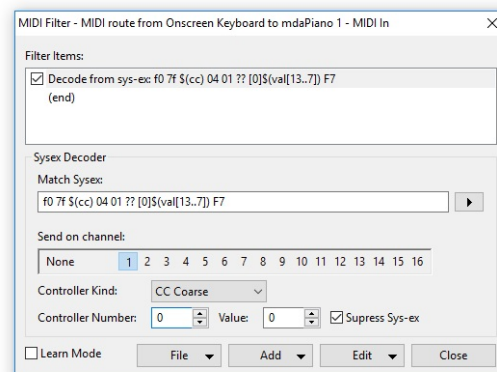 MIDI Filter - MIDI route from Onscreen Keyboard to mdaPiano 1 - MIDI In
Filter Items:
Decode from sys-ex: f0 7f $(cc) 04 01 ?? [0]$(val[13..7]) F7
(end)
Sysex Decoder
Match Sysex:
f0 7f $(cc) 04 01 ?? [0]$(val[13..7]) F7
Send on channel:
None 1 2 3 4 5 6 7 8 9 10 11 12 13 14 15 16
Controller Kind: CC Coarse
Controller Number: 0 Value: 0 Supress Sys-ex
Learn Mode File Add Edit Close